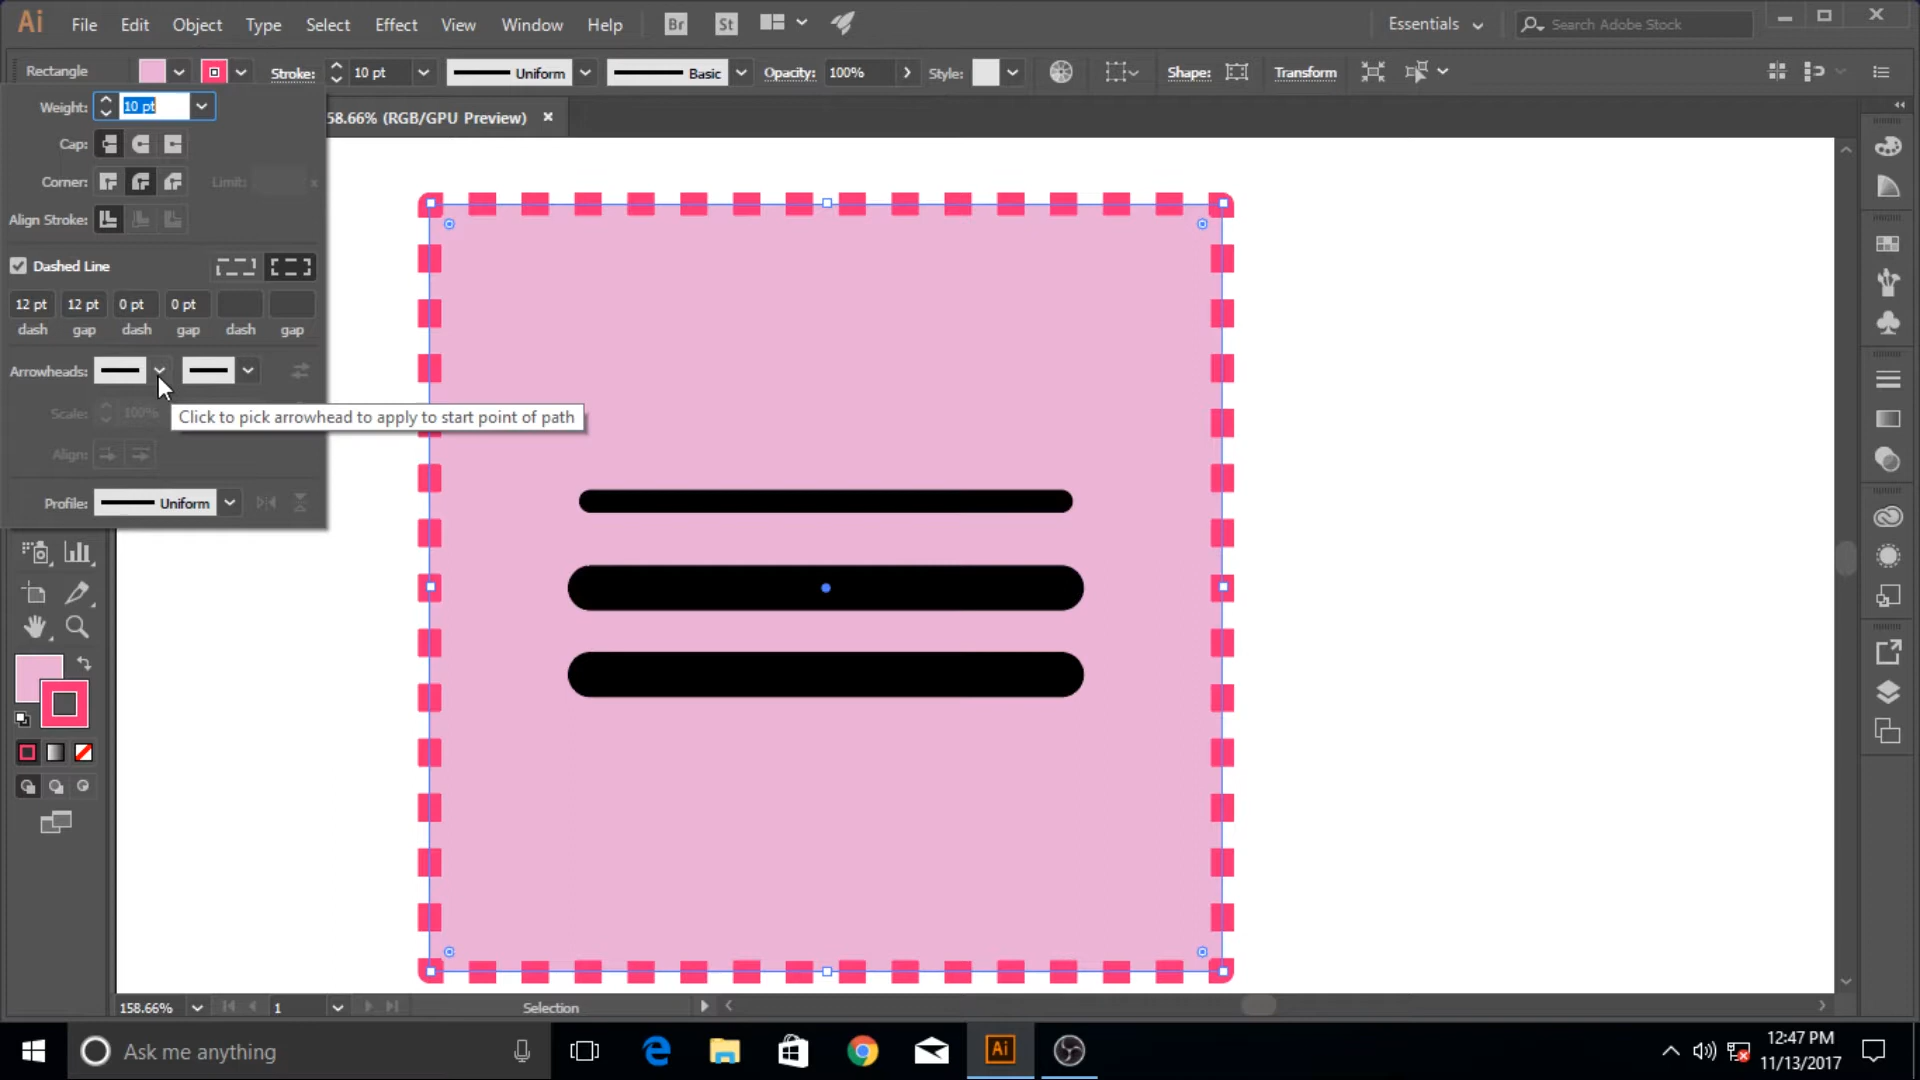 Ai File Edit Object Type Select Effect View Window Help Br St Essentials Search Adobe Stock
Rectangle Stroke: 10 pt Uniform Basic Opacity: 100% Style: Shape: Transform
58.66% (RGB/GPU Preview) ×
Weight: 10 pt
Cap:
Corner: Limit: x
Align Stroke:
Dashed Line
12 pt 12 pt 0 pt 0 pt
dash gap dash gap dash gap
Arrowheads:
Scale: 100%
Click to pick arrowhead to apply to start point of path
Align:
Profile: Uniform
158.66% 1 Selection
Ask me anything
Ai
12:47 PM
11/13/2017